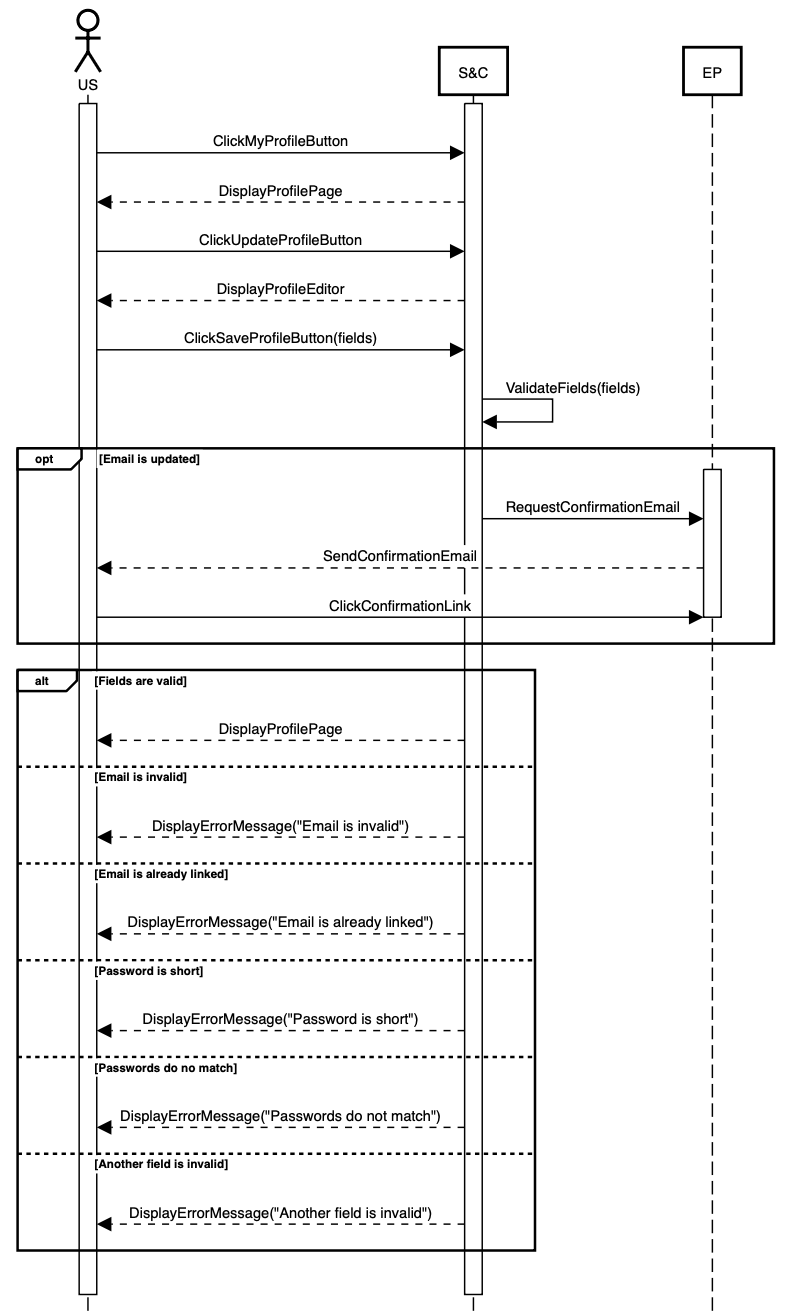 US
S&C
EP
ClickMyProfileButton
DisplayProfilePage
ClickUpdateProfileButton
DisplayProfileEditor
ClickSaveProfileButton(fields)
ValidateFields(fields)
opt
[Email is updated]
RequestConfirmationEmail
SendConfirmationEmail
ClickConfirmationLink
alt
[Fields are valid]
DisplayProfilePage
[Email is invalid]
DisplayErrorMessage("Email is invalid")
[Email is already linked]
DisplayErrorMessage("Email is already linked")
[Password is short]
DisplayErrorMessage("Password is short")
[Passwords do no match]
DisplayErrorMessage("Passwords do not match")
[Another field is invalid]
DisplayErrorMessage("Another field is invalid")